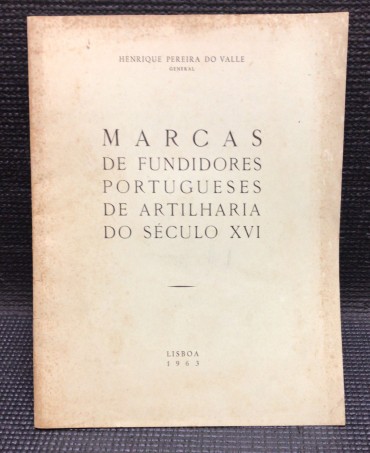 HENRIQUE PEREIRA DO VALLE
GENERAL
MARCAS
DE FUNDIDORES
PORTUGUESES
DE ARTILHARIA
DO SÉCULO XVI
LISBOA
1963